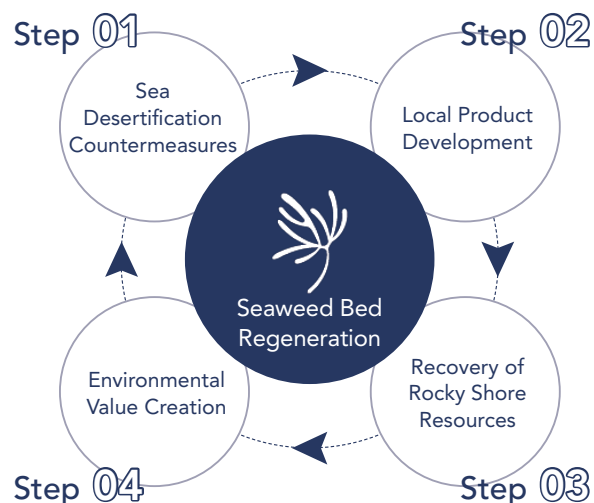 Step 01
Sea
Desertification
Countermeasures
Step 02
Local Product
Development
Seaweed Bed
Regeneration
Environmental
Value Creation
Step 04
Recovery of
Rocky Shore
Resources
Step 03